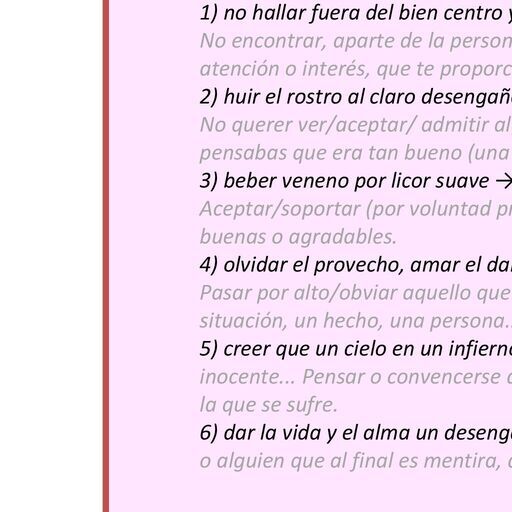 1) no hallar fuera del bien centro y
No encontrar, aparte de la person
atención o interés, que te proporc
2) huir el rostro al claro desengañ
No querer ver/aceptar/ admitir al
pensabas que era tan bueno (una
3) beber veneno por licor suave →
Aceptar/soportar (por voluntad pr
buenas o agradables.
4) olvidar el provecho, amar el da
Pasar por alto/obviar aquello que
situación, un hecho, una persona..
5) creer que un cielo en un infierno
inocente... Pensar o convencerse
la que se sufre.
6) dar la vida y el alma un deseng
o alguien que al final es mentira,